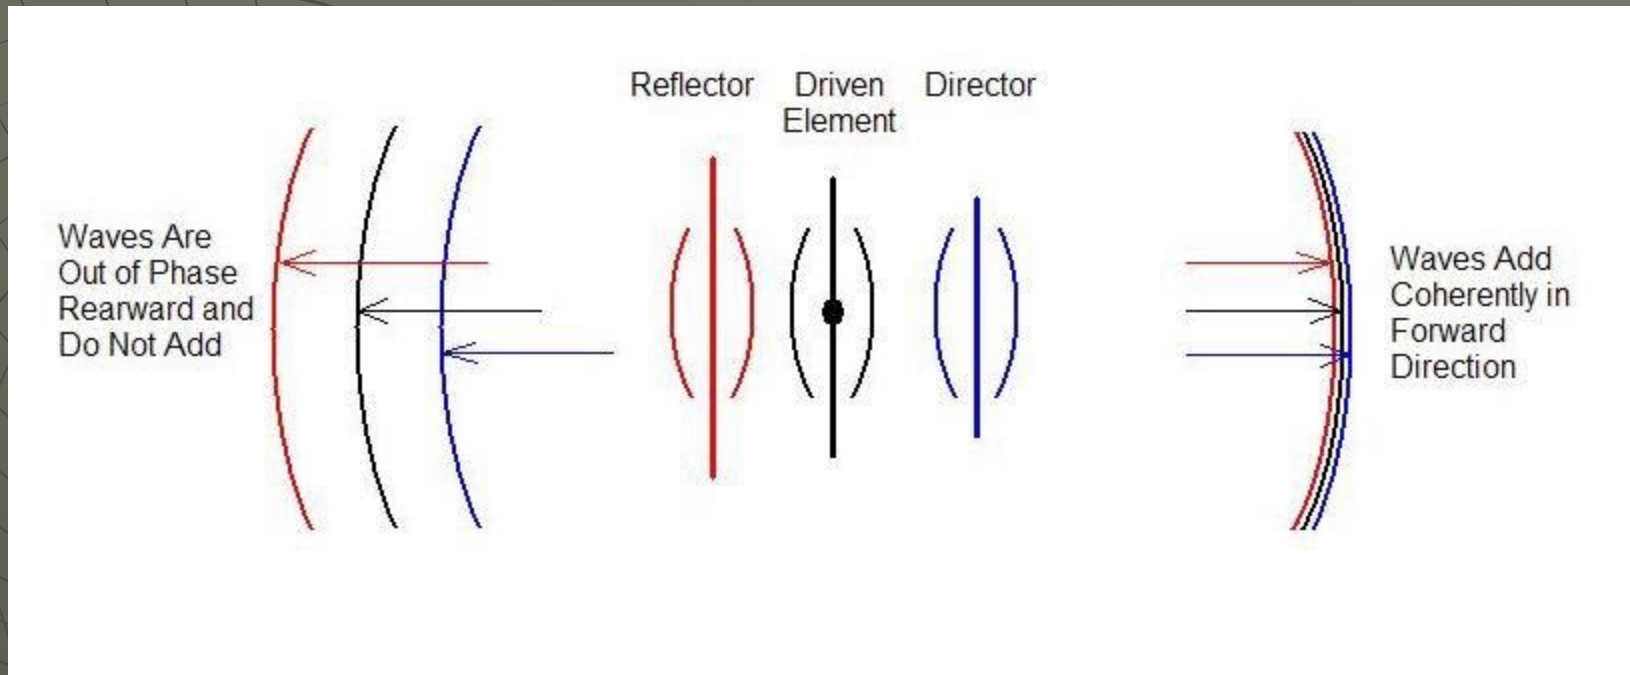 Reflector
Driven
Element
Director
Waves Are
Out of Phase
Rearward and
Do Not Add
Waves Add
Coherently in
Forward
Direction